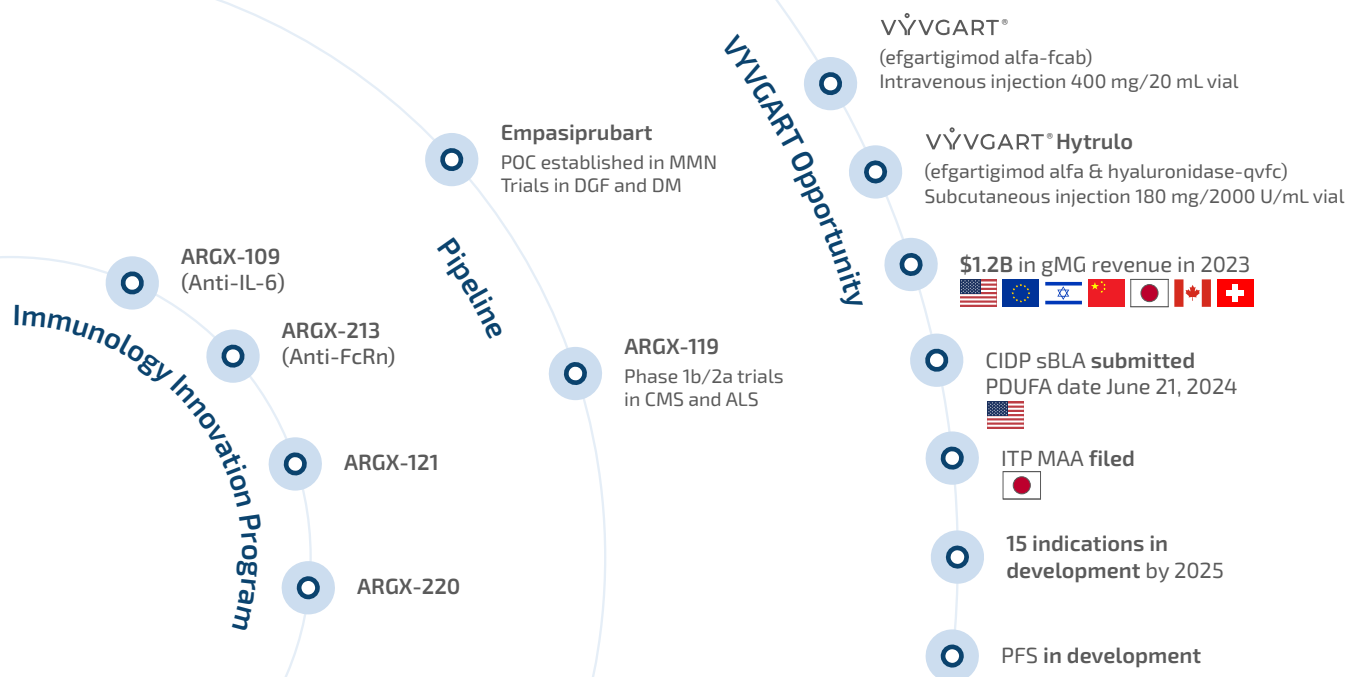 Immunology Innovation Program
ARGX-109
(Anti-IL-6)
ARGX-213
(Anti-FcRn)
ARGX-121
ARGX-220
Pipeline
Empasiprubart
POC established in MMN
Trials in DGF and DM
ARGX-119
Phase 1b/2a trials
in CMS and ALS
VYVGART Opportunity
VYVGART®
(efgartigimod alfa-fcab)
Intravenous injection 400 mg/20 mL vial
VYVGART® Hytrulo
(efgartigimod alfa & hyaluronidase-qvfc)
Subcutaneous injection 180 mg/2000 U/mL vial
$1.2B in gMG revenue in 2023
CIDP sBLA submitted
PDUFA date June 21, 2024
ITP MAA filed
15 indications in
development by 2025
PFS in development